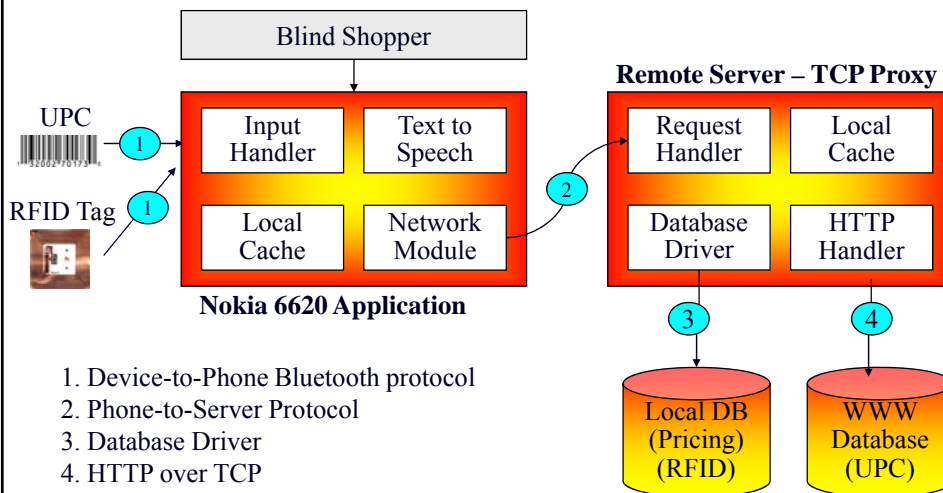 Blind Shopper
Remote Server – TCP Proxy
UPC
Input
Handler
Text to
Speech
Request
Handler
Local
Cache
1
2
RFID Tag
1
Local
Cache
Network
Module
Database
Driver
HTTP
Handler
Nokia 6620 Application
3
4
1. Device-to-Phone Bluetooth protocol
2. Phone-to-Server Protocol
3. Database Driver
4. HTTP over TCP
Local DB
(Pricing)
(RFID)
WWW
Database
(UPC)